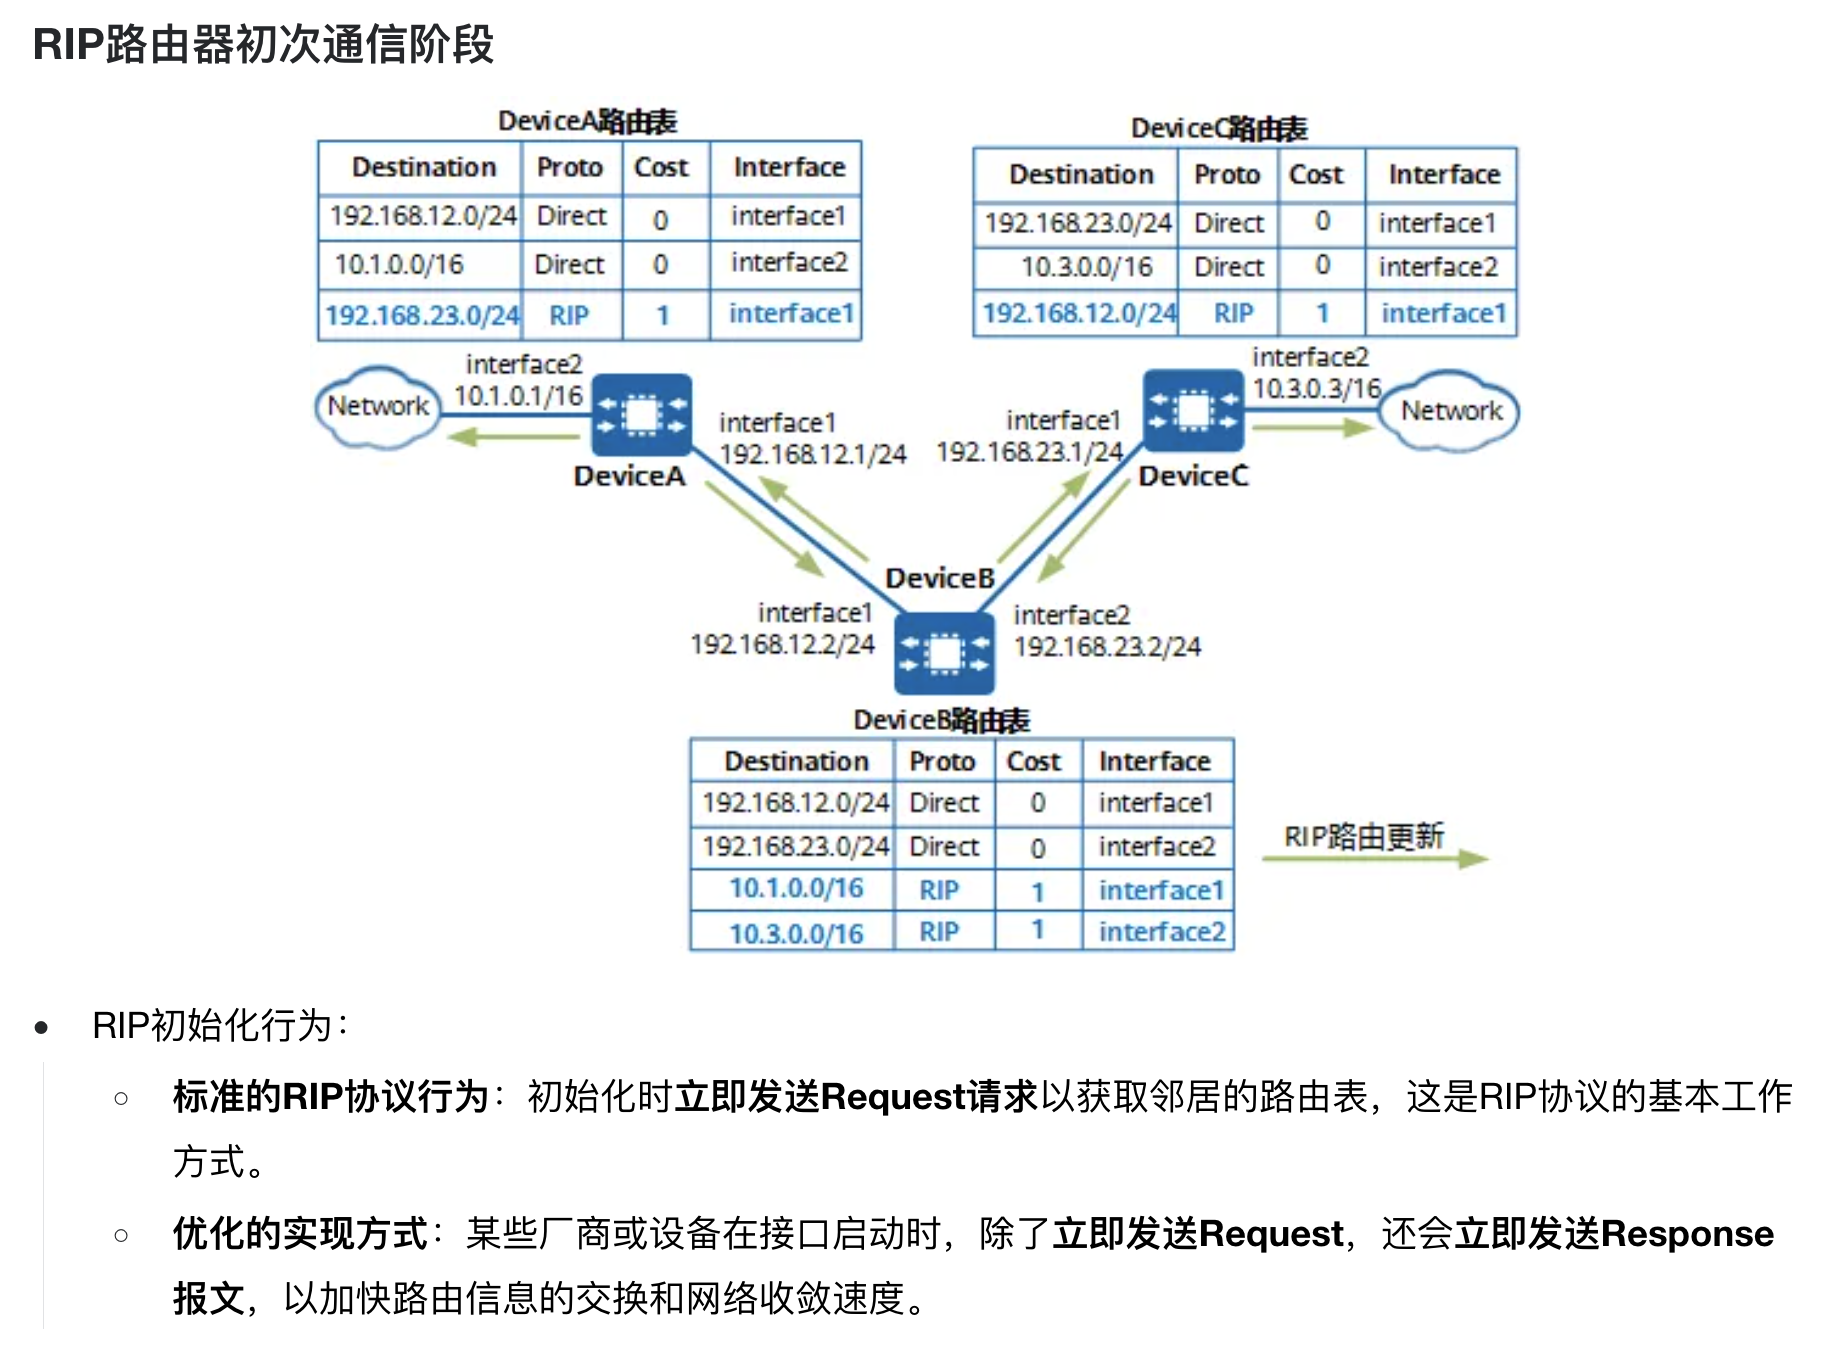 RIP路由器初次通信阶段
DeviceA路由表
Destination Proto Cost Interface
192.168.12.0/24 Direct 0 interface1
10.1.0.0/16 Direct 0 interface2
192.168.23.0/24 RIP 1 interface1
DeviceC路由表
Destination Proto Cost Interface
192.168.23.0/24 Direct 0 interface1
10.3.0.0/16 Direct 0 interface2
192.168.12.0/24 RIP 1 interface1
Network
interface2
10.1.0.1/16
DeviceA
interface1
192.168.12.1/24
interface1
192.168.23.1/24
DeviceC
interface2
10.3.0.3/16
Network
DeviceB
interface1
192.168.12.2/24
interface2
192.168.23.2/24
DeviceB路由表
Destination Proto Cost Interface
192.168.12.0/24 Direct 0 interface1
192.168.23.0/24 Direct 0 interface2
10.1.0.0/16 RIP 1 interface1
10.3.0.0/16 RIP 1 interface2
RIP路由更新
• RIP初始化行为：
○ 标准的RIP协议行为：初始化时立即发送Request请求以获取邻居的路由表，这是RIP协议的基本工作
方式。
○ 优化的实现方式：某些厂商或设备在接口启动时，除了立即发送Request，还会立即发送Response
报文，以加快路由信息的交换和网络收敛速度。